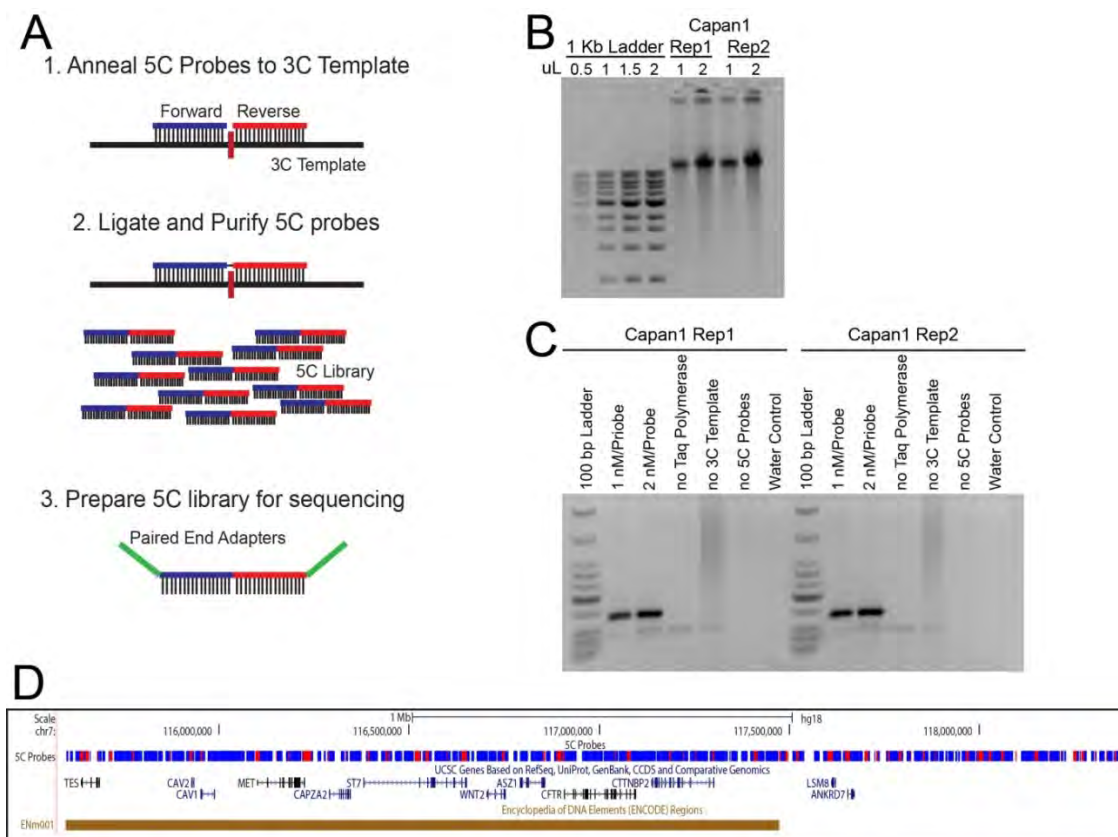 A
1. Anneal 5C Probes to 3C Template
Forward
Reverse
3C Template
2. Ligate and Purify 5C probes
5C Library
3. Prepare 5C library for sequencing
Paired End Adapters
B
Capan1
1 Kb Ladder Rep1 Rep2
uL 0.5 1 1.5 2 1 2 1 2
C
Capan1 Rep1
Capan1 Rep2
100 bp Ladder
1 nM/Priobe
2 nM/Probe
no Taq Polymerase
no 3C Template
no 5C Probes
Water Control
100 bp Ladder
1 nM/Probe
2 nM/Probe
no Taq Polymerase
no 3C Template
no 5C Probes
Water Control
D
Scale 1 Mb hg18
chr7: 116,000,000 116,500,000 117,000,000 117,500,000 118,000,000
5C Probes
5C Probes
UCSC Genes Based on RefSeq, UniProt, GenBank, CCDS and Comparative Genomics
TES CAV2 MET ST7 ASZ1 CTTNBP2 LSM8
CAV1 CAPZA2 WNT2 CFTR ANKRD7
Encyclopedia of DNA Elements (ENCODE) Regions
ENm001